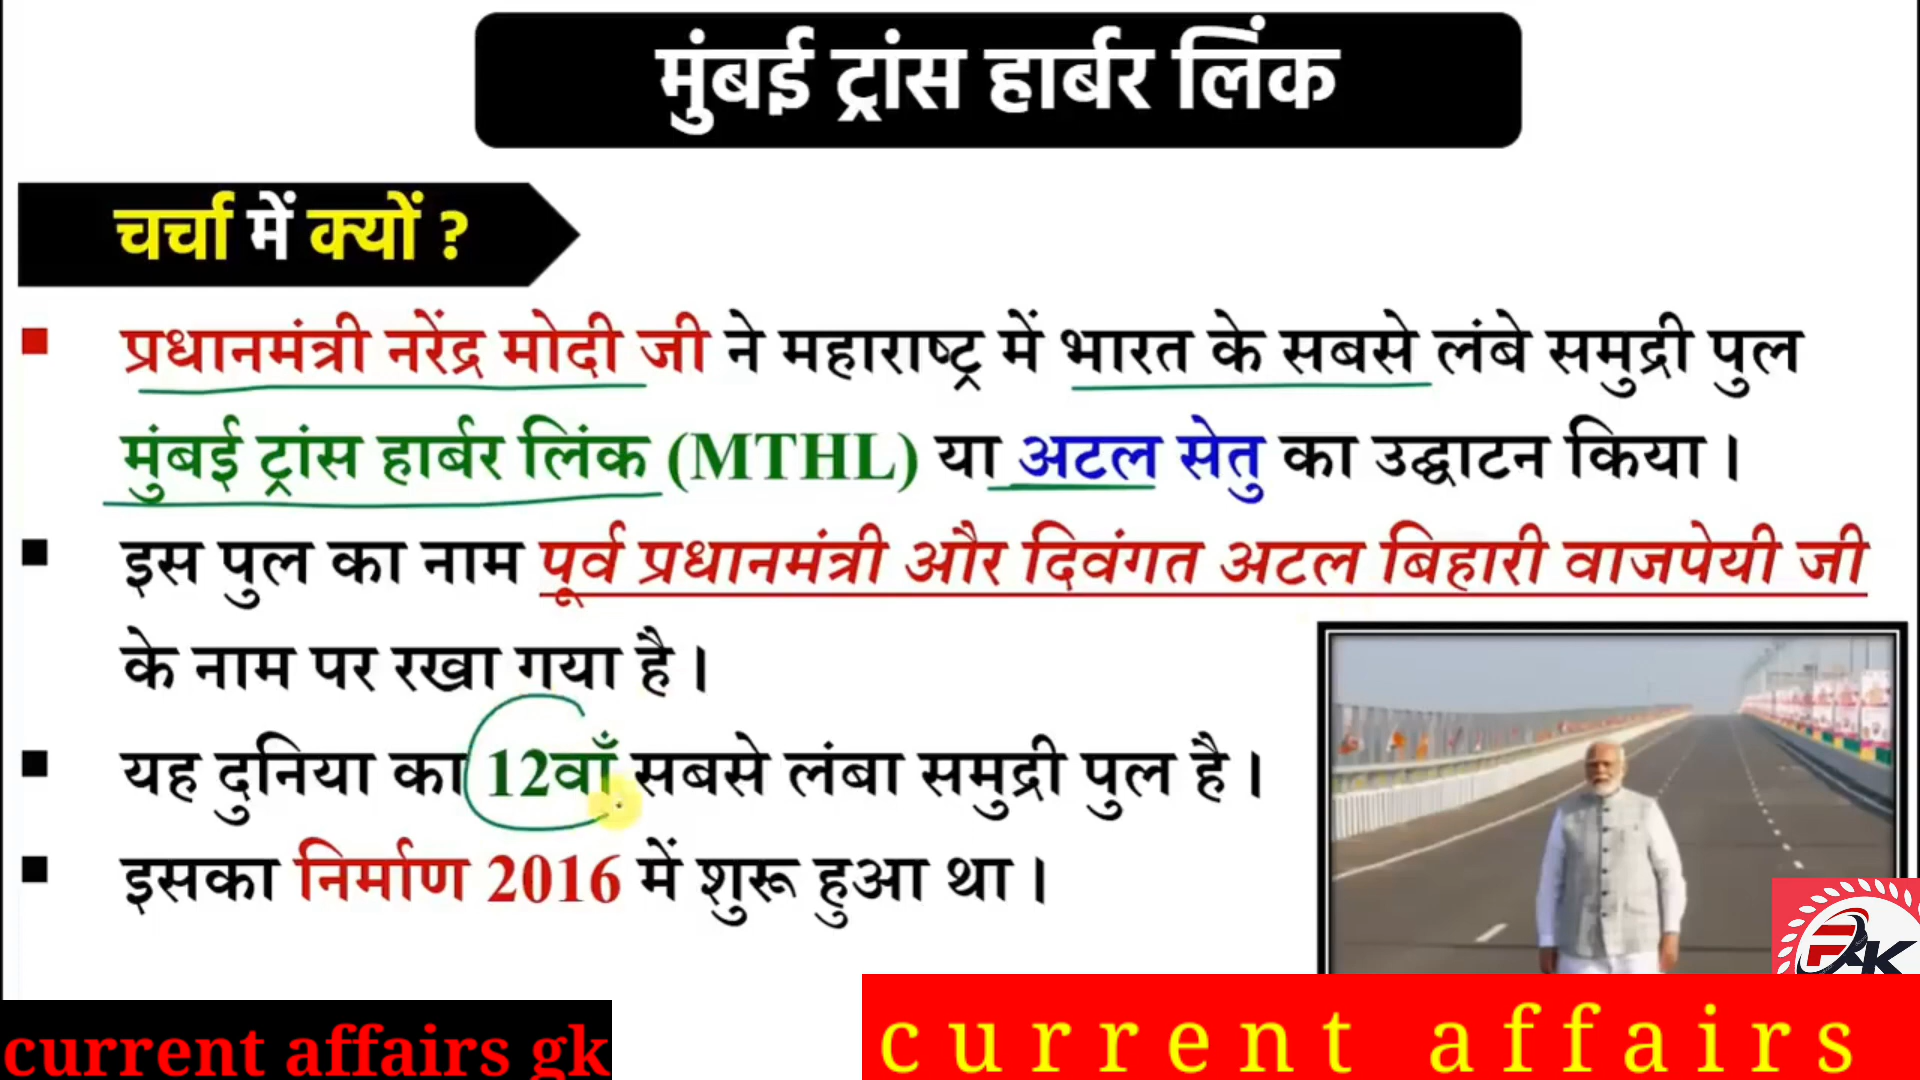 मुंबई ट्रांस हार्बर लिंक
चर्चा में क्यों ?
प्रधानमंत्री नरेंद्र मोदी जी ने महाराष्ट्र में भारत के सबसे लंबे समुद्री पुल
मुंबई ट्रांस हार्बर लिंक (MTHL) या अटल सेतु का उद्घाटन किया।
इस पुल का नाम पूर्व प्रधानमंत्री और दिवंगत अटल बिहारी वाजपेयी जी
के नाम पर रखा गया है।
यह दुनिया का 12वाँ सबसे लंबा समुद्री पुल है।
इसका निर्माण 2016 में शुरू हुआ था।
current affairs gk
current affairs